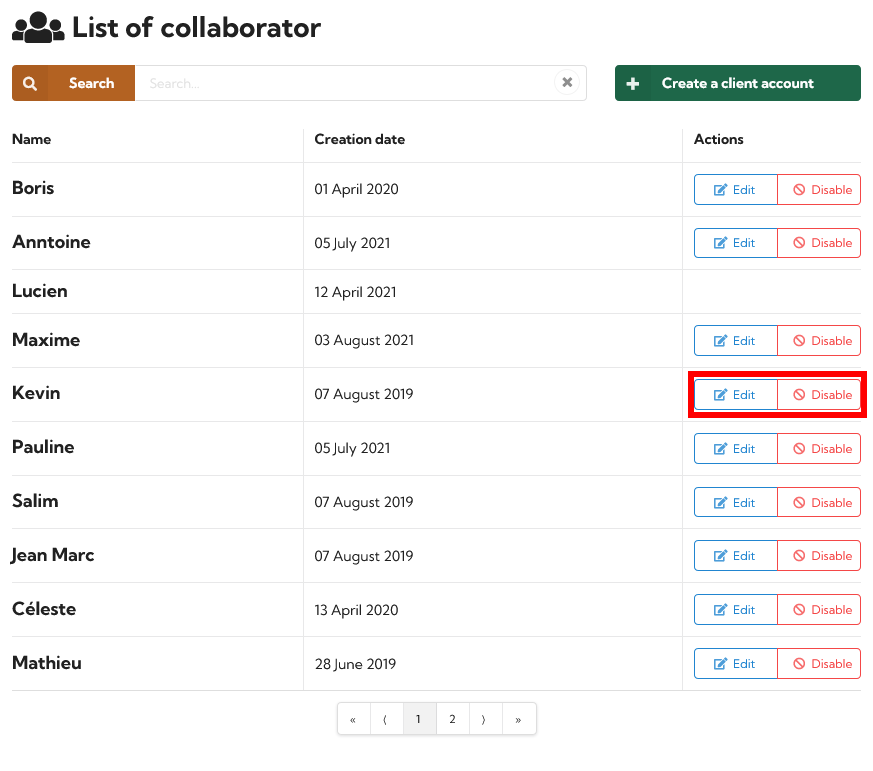 List of collaborator
Search Search... Create a client account
Name Creation date Actions
Boris 01 April 2020 Edit Disable
Anntoine 05 July 2021 Edit Disable
Lucien 12 April 2021
Maxime 03 August 2021 Edit Disable
Kevin 07 August 2019 Edit Disable
Pauline 05 July 2021 Edit Disable
Salim 07 August 2019 Edit Disable
Jean Marc 07 August 2019 Edit Disable
Céleste 13 April 2020 Edit Disable
Mathieu 28 June 2019 Edit Disable
« ⟨ 1 2 ⟩ »